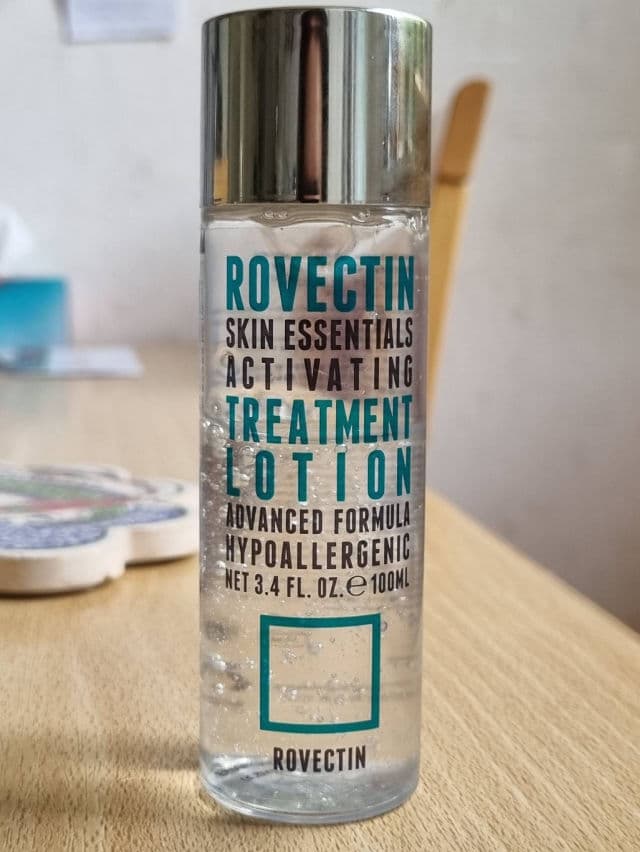 ROVECTIN
SKIN ESSENTIALS
ACTIVATING
TREATMENT
LOTION
ADVANCED FORMULA
HYPOALLERGENIC
NET 3.4 FL. OZ. ℮ 100ML
ROVECTIN